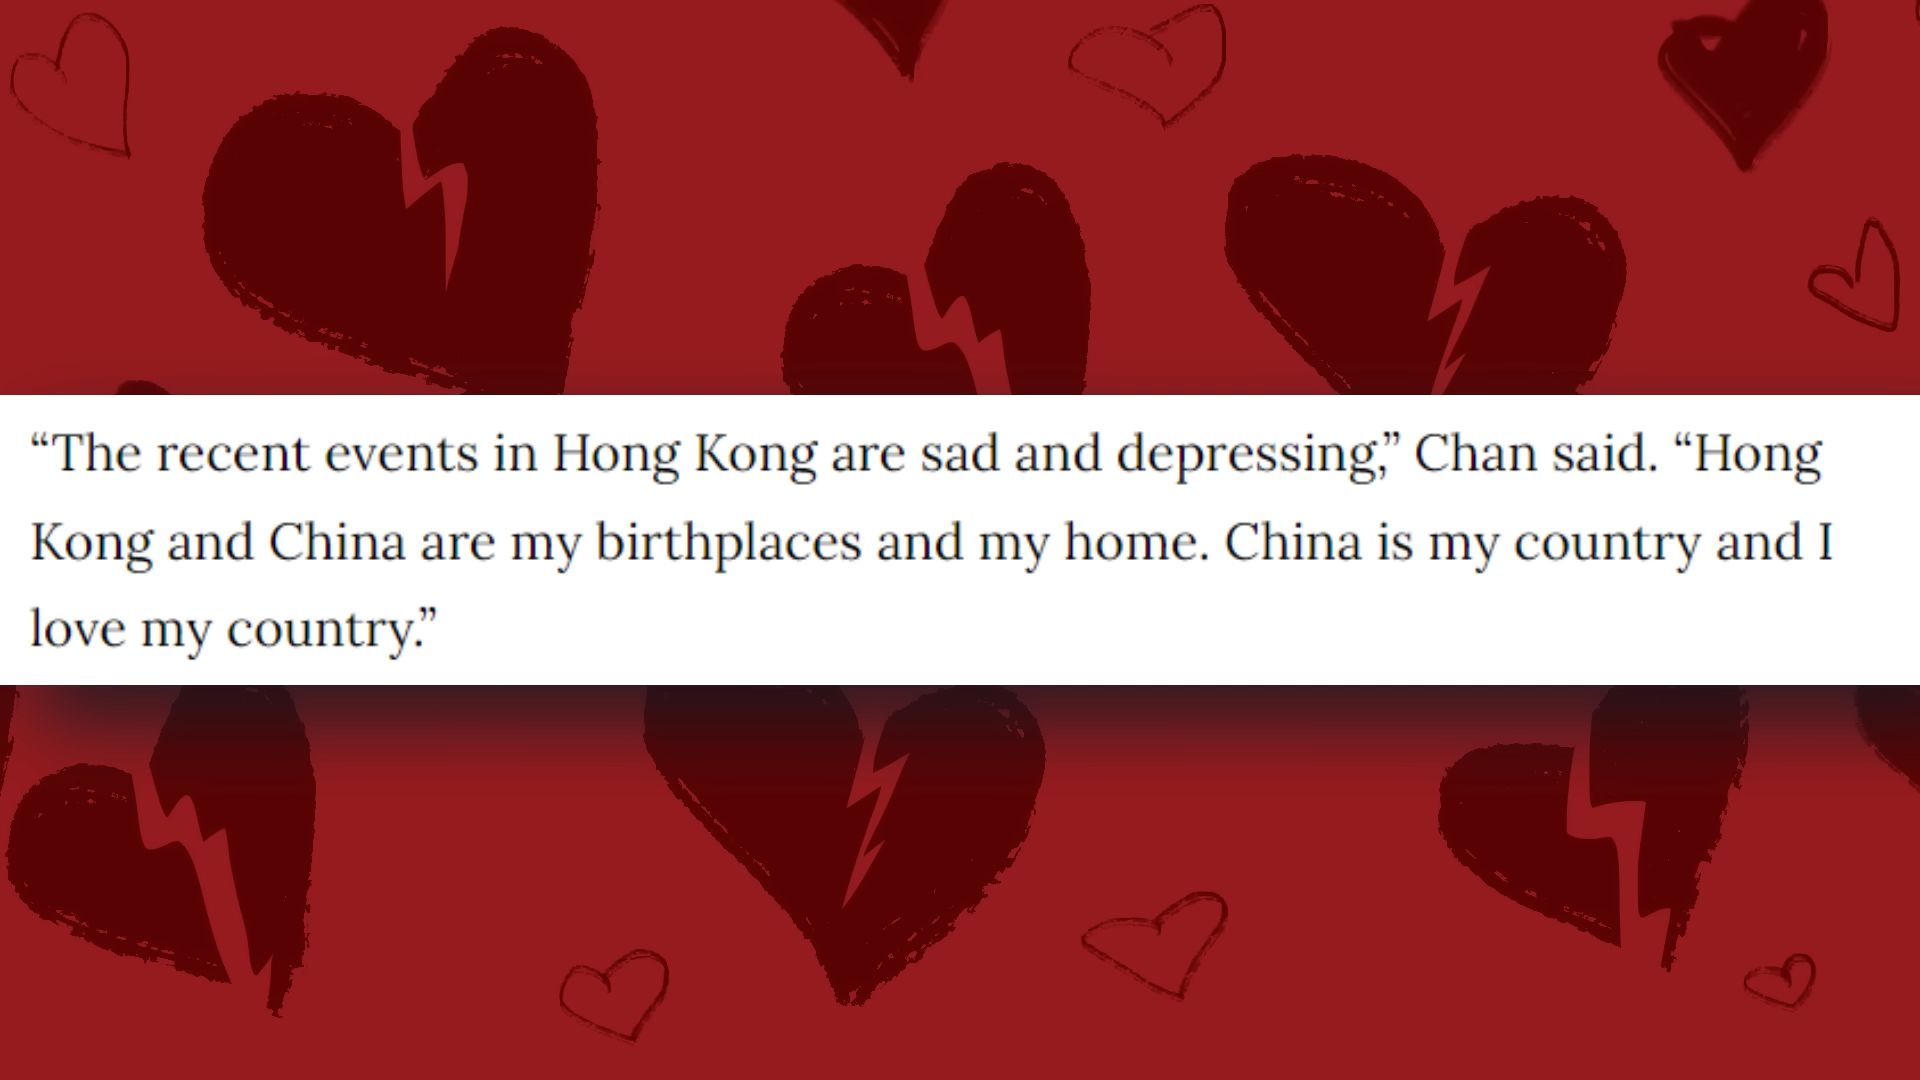 “The recent events in Hong Kong are sad and depressing,” Chan said. “Hong
Kong and China are my birthplaces and my home. China is my country and I
love my country.”